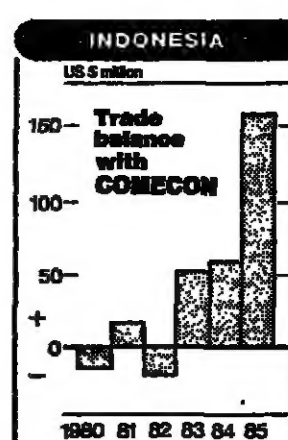 INDONESIA
US $ million
Trade
balance
with
COMECON
150
100
50
+
0
−
1980 81 82 83 84 85